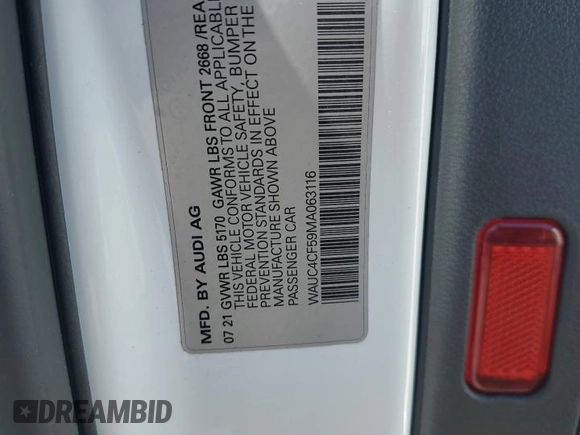 MFD. BY AUDI AG
07 21 GVWR LBS 5170 GAWR LBS FRONT 2668 /REA
THIS VEHICLE CONFORMS TO ALL APPLICABLE
FEDERAL MOTOR VEHICLE SAFETY, BUMPER
PREVENTION STANDARDS IN EFFECT ON THE
MANUFACTURE SHOWN ABOVE
PASSENGER CAR
WAUC4CF59MA063116
DREAMBID